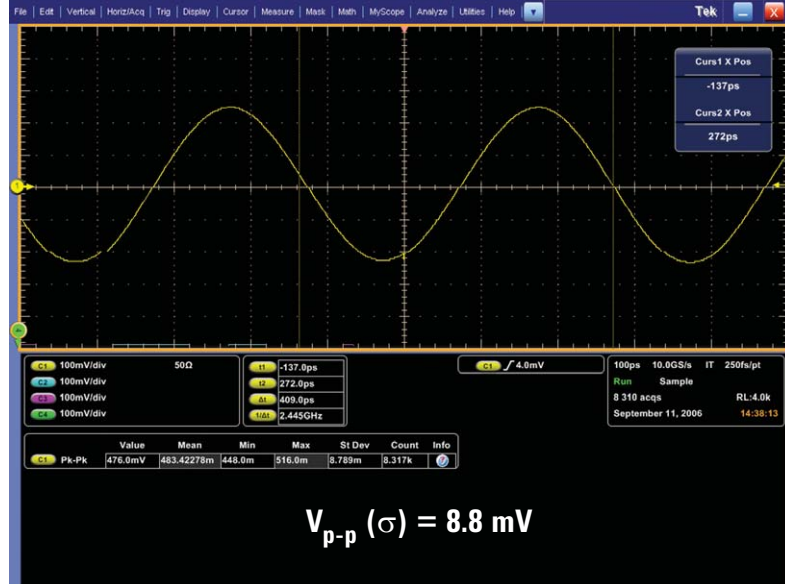 File Edit Vertical Horiz/Acq Trig Display Cursor Measure Mask Math MyScope Analyze Utilities Help Tek X
Curs1 X Pos
-137ps
Curs2 X Pos
272ps
1
C1 100mV/div 50Ω
C2 100mV/div
C3 100mV/div
C4 100mV/div
t1 -137.0ps
t2 272.0ps
Δt 409.0ps
1/Δt 2.445GHz
C1 4.0mV
100ps 10.0GS/s IT 250fs/pt
Run Sample
8 310 acqs RL:4.0k
September 11, 2006 14:38:13
Value Mean Min Max St Dev Count Info
C1 Pk-Pk 476.0mV 483.42278m 448.0m 516.0m 8.789m 8.317k
Vp-p (σ) = 8.8 mV